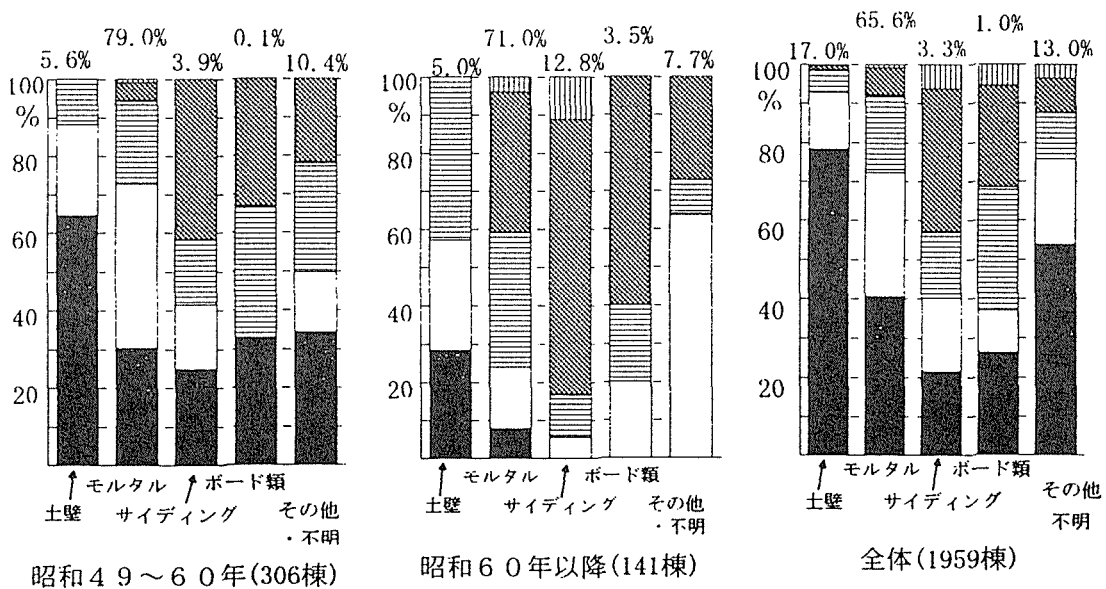 79.0%
0.1%
5.6%
3.9%
10.4%
100
%
80
60
40
20
モルタル
ボード類
土壁
サイディング
その他
・不明
昭和49~60年(306棟)
71.0%
3.5%
5.0%
12.8%
7.7%
100
%
80
60
40
20
モルタル
ボード類
土壁
サイディング
その他
・不明
昭和60年以降(141棟)
65.6%
1.0%
17.0%
3.3%
13.0%
100
%
80
60
40
20
モルタル
ボード類
土壁
サイディング
その他
不明
全体(1959棟)